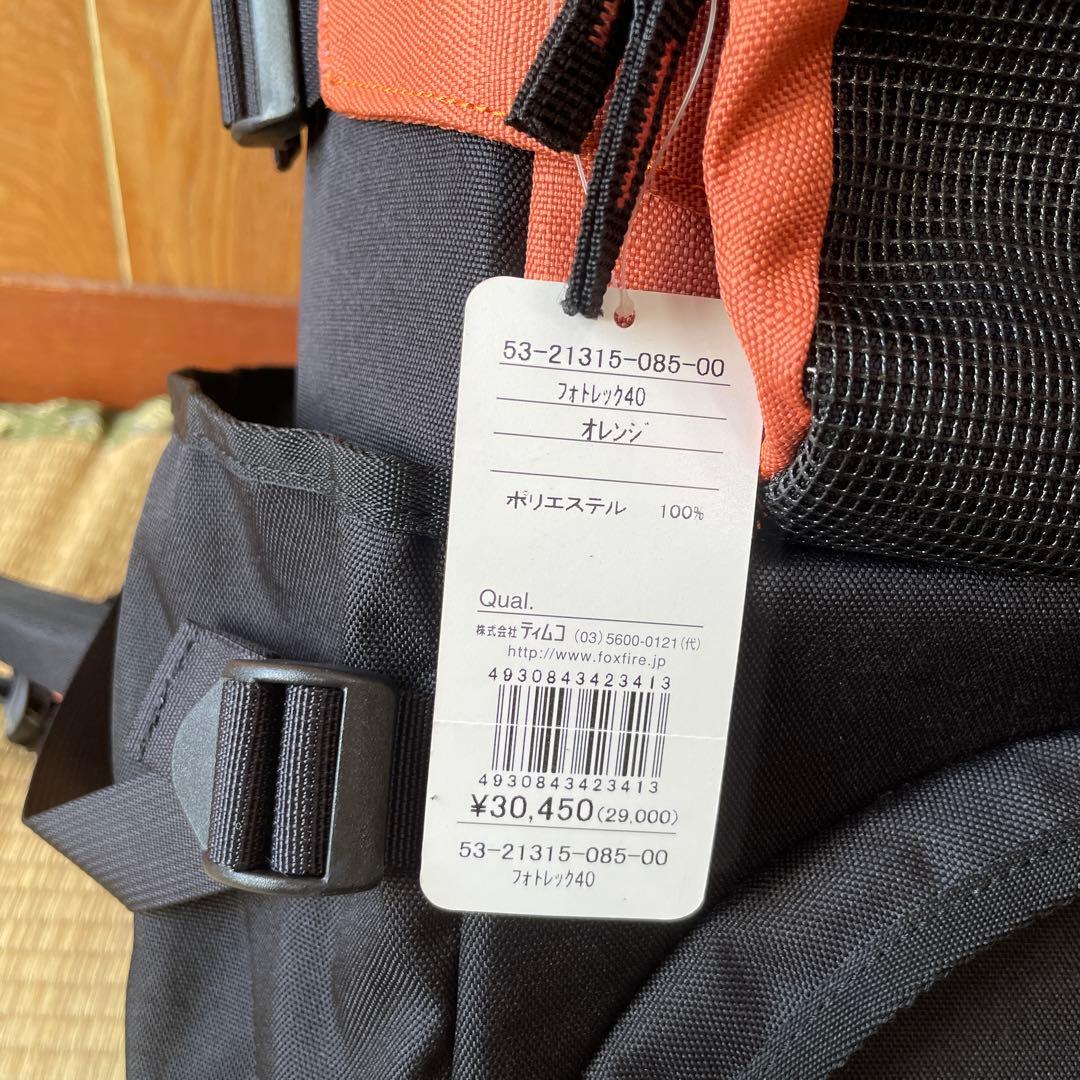 53-21315-085-00
フォトレック40
オレンジ
ポリエステル 100%
Qual.
株式会社 ティムコ (03)5600-0121(代)
http://www.foxfire.jp
4930843423413
4930843423413
¥30,450(29,000)
53-21315-085-00
フォトレック40